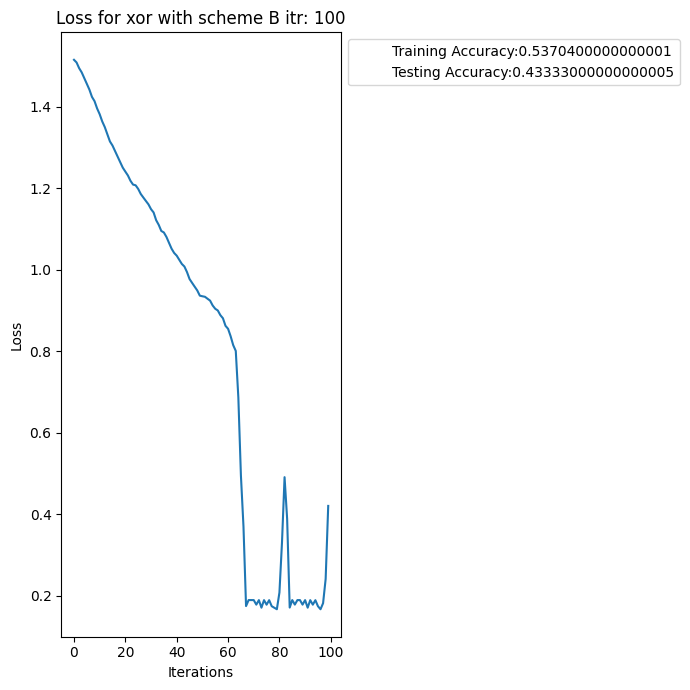 Loss for xor with scheme B itr: 100
Training Accuracy:0.5370400000000001
Testing Accuracy:0.43333000000000005
1.4
1.2
1.0
0.8
0.6
0.4
0.2
Loss
0 20 40 60 80 100
Iterations